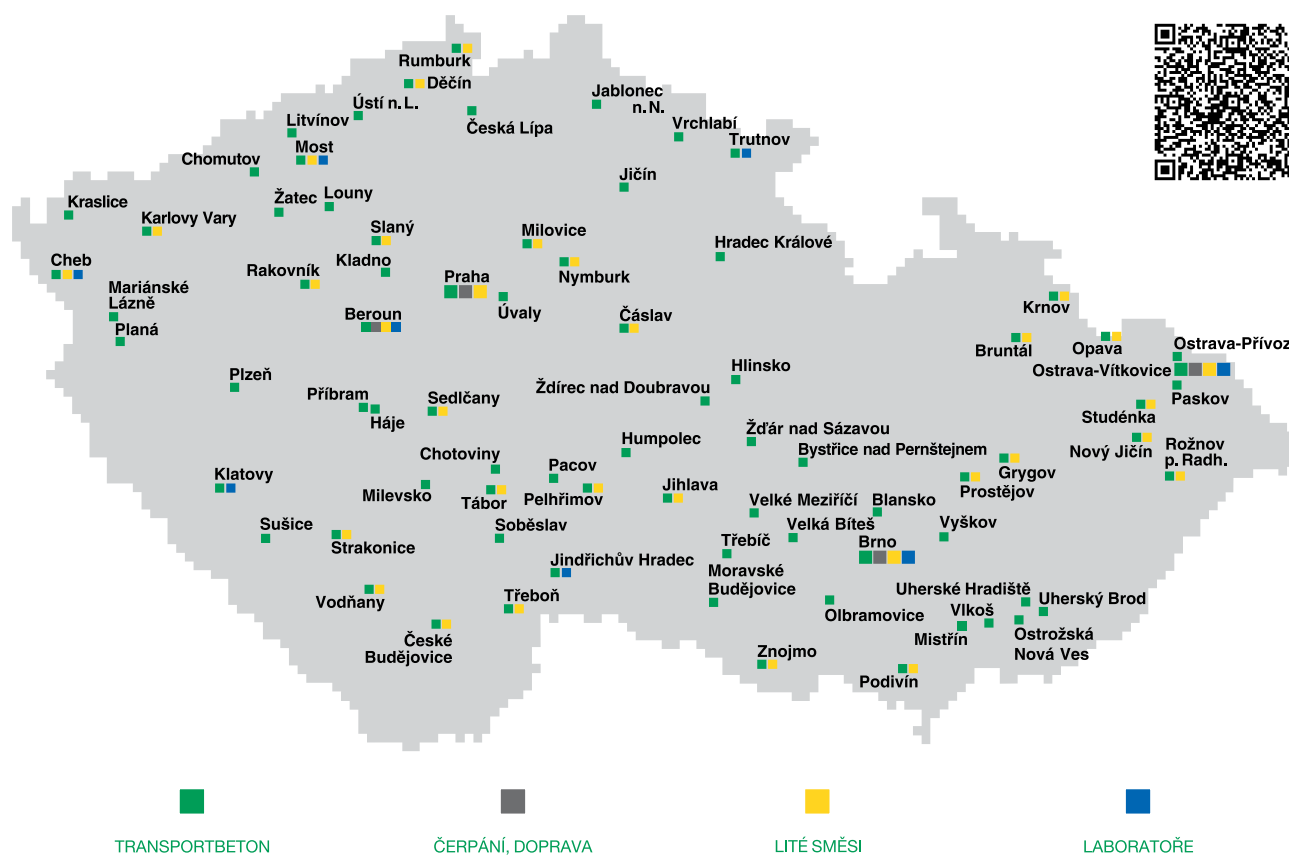 Rumburk
Děčín
Ústí n. L.
Česká Lípa
Jablonec
n. N.
Litvínov
Vrchlabí
Trutnov
Most
Chomutov
Jičín
Žatec
Louny
Kraslice
Karlovy Vary
Slaný
Milovice
Hradec Králové
Cheb
Rakovník
Kladno
Praha
Nymburk
Mariánské
Lázně
Planá
Beroun
Úvaly
Čáslav
Krnov
Bruntál
Opava
Ostrava-Přívoz
Ostrava-Vítkovice
Paskov
Plzeň
Hlinsko
Ždírec nad Doubravou
Příbram
Háje
Sedlčany
Studénka
Žďár nad Sázavou
Nový Jičín
Rožnov
p. Radh.
Humpolec
Bystřice nad Pernštejnem
Grygov
Chotoviny
Klatovy
Milevsko
Tábor
Pacov
Pelhřimov
Jihlava
Prostějov
Velké Meziříčí
Blansko
Sušice
Strakonice
Soběslav
Velká Bíteš
Vyškov
Třebíč
Brno
Jindřichův Hradec
Moravské
Budějovice
Vodňany
Třeboň
Uherské Hradiště
Uherský Brod
Olbramovice
Vlkoš
Mistřín
Ostrožská
Nová Ves
České
Budějovice
Znojmo
Podivín
TRANSPORTBETON
ČERPÁNÍ, DOPRAVA
LITÉ SMĚSI
LABORATOŘE